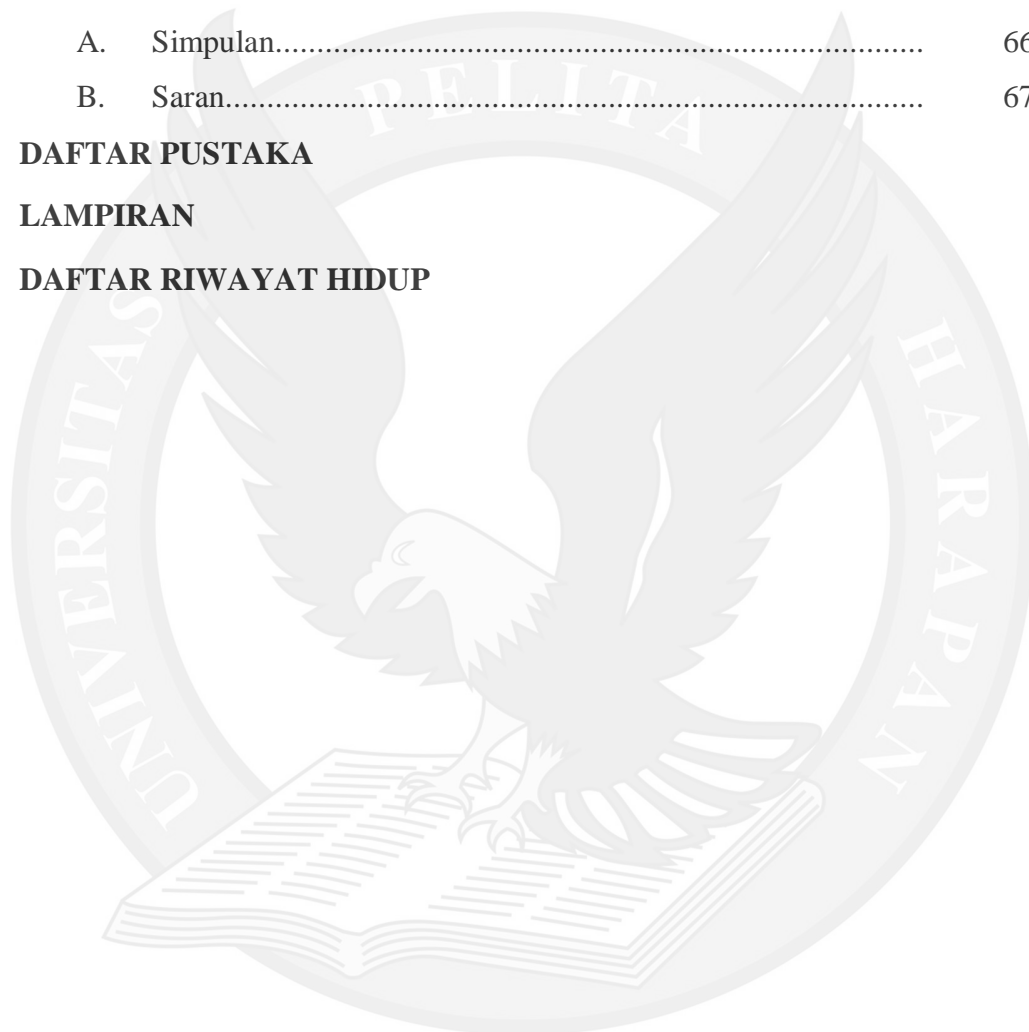 A. Simpulan.............................................................................. 66
B. Saran.................................................................................... 67
DAFTAR PUSTAKA
LAMPIRAN
DAFTAR RIWAYAT HIDUP
UNIVERSITAS PELITA HARAPAN